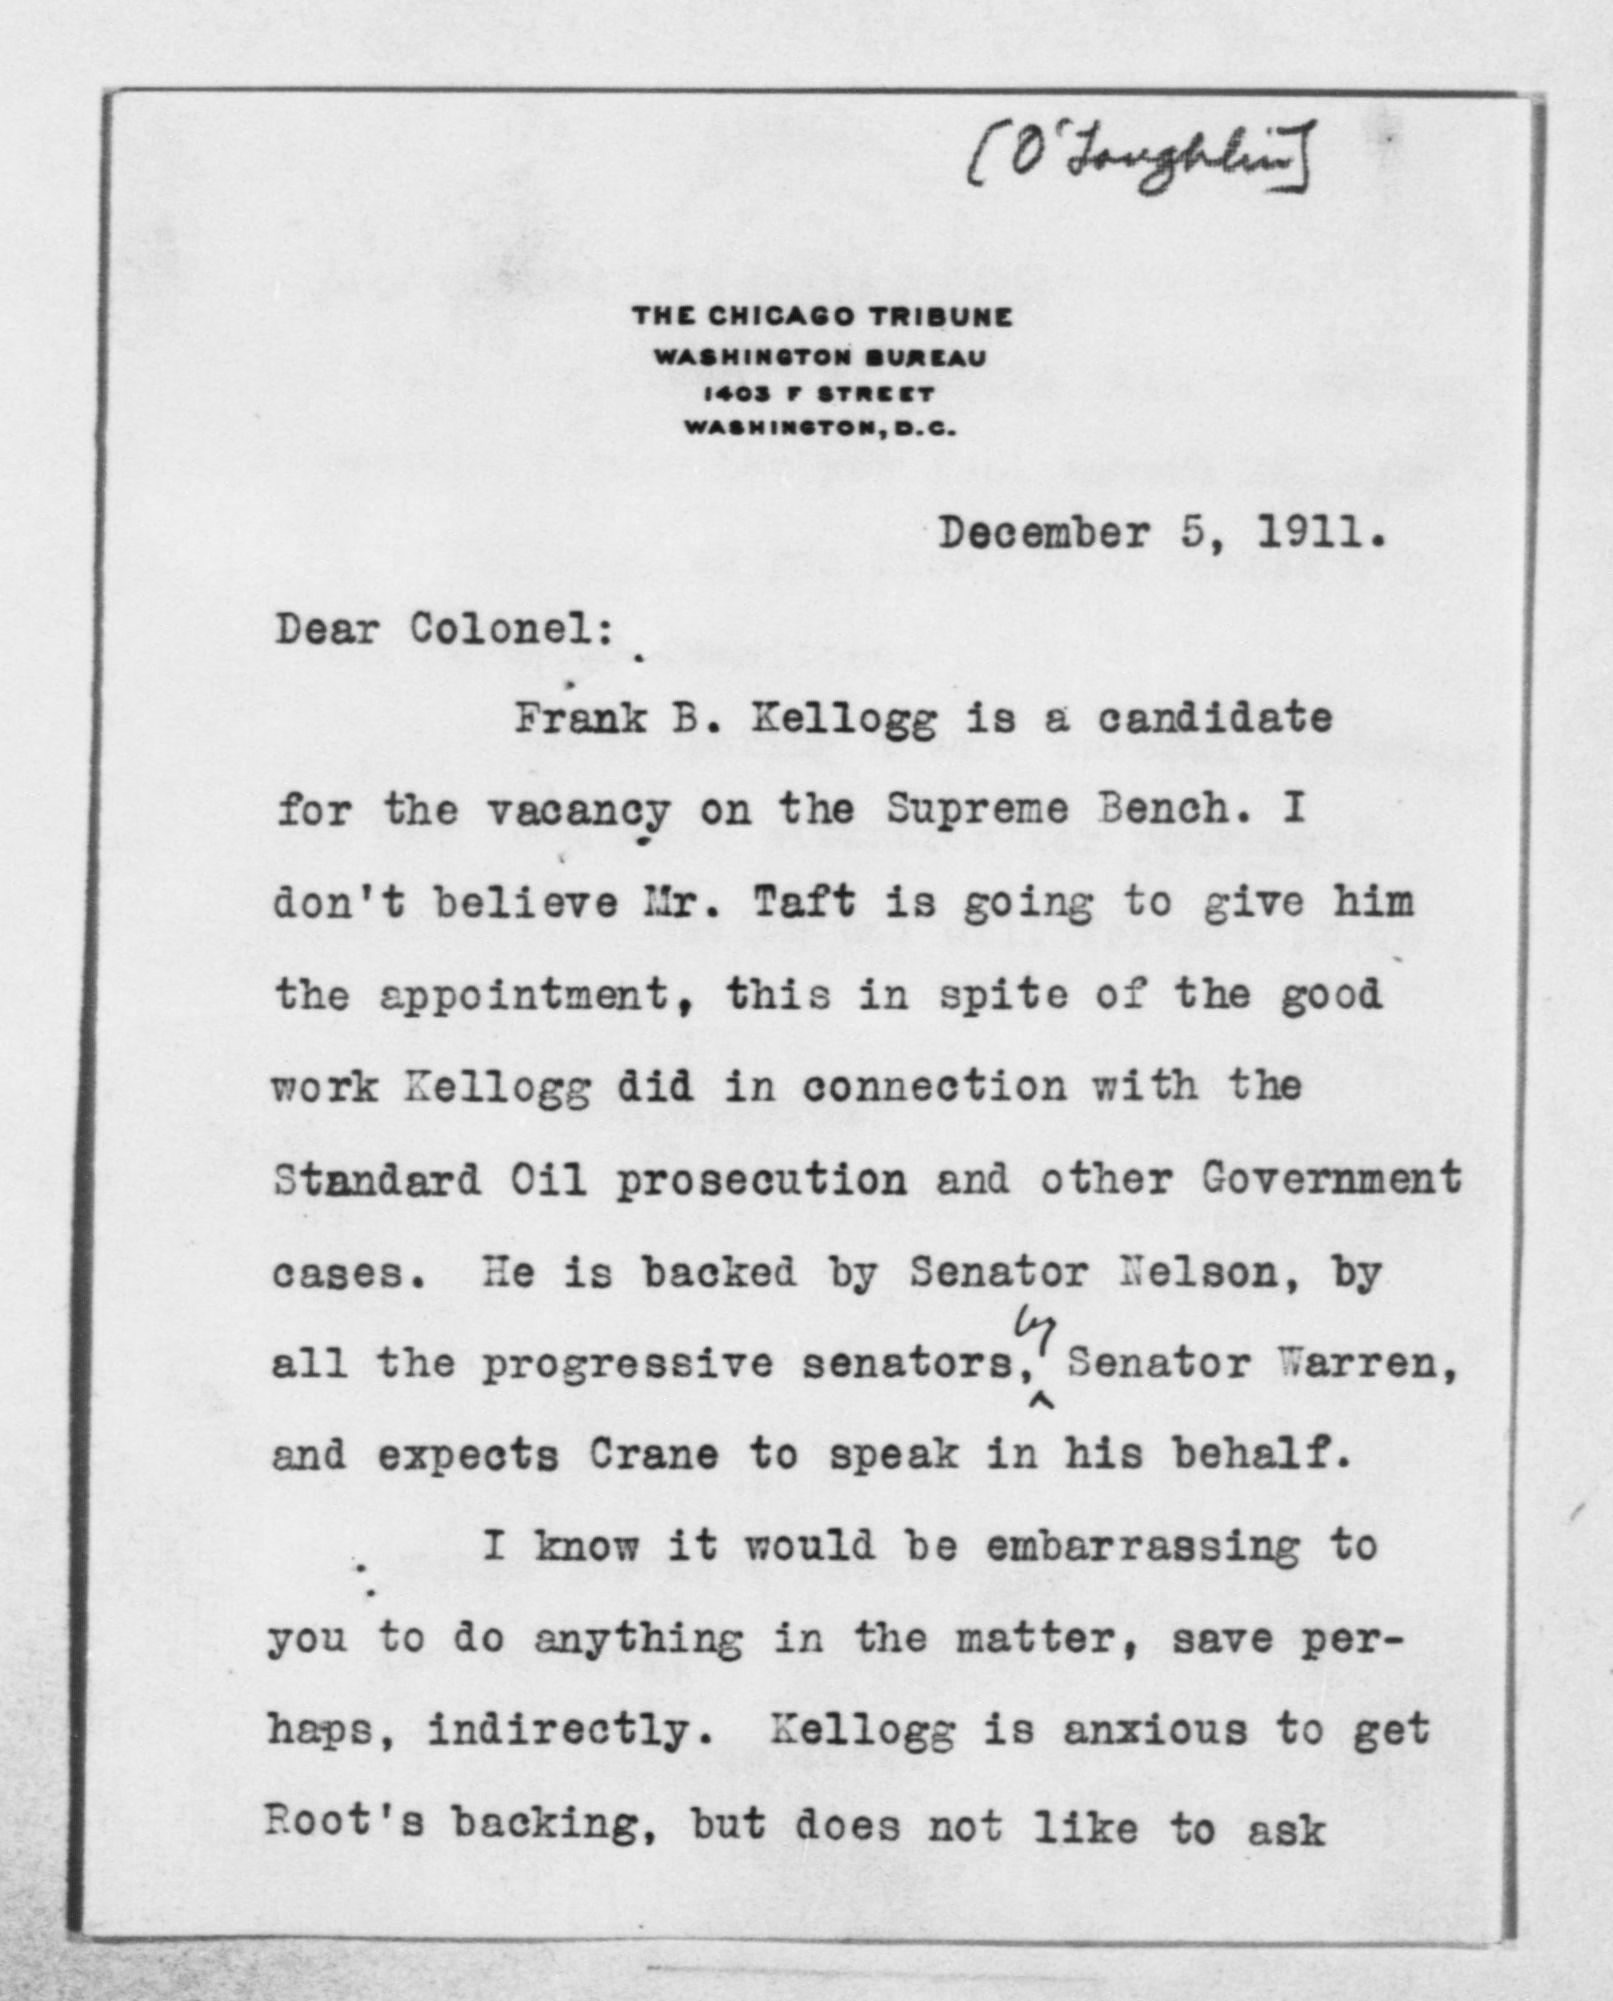 [O'Loughlin]
THE CHICAGO TRIBUNE
WASHINGTON BUREAU
1403 F STREET
WASHINGTON, D.C.
December 5, 1911.
Dear Colonel:
Frank B. Kellogg is a candidate
for the vacancy on the Supreme Bench. I
don't believe Mr. Taft is going to give him
the appointment, this in spite of the good
work Kellogg did in connection with the
Standard Oil prosecution and other Government
cases. He is backed by Senator Nelson, by
all the progressive senators, by Senator Warren,
and expects Crane to speak in his behalf.
I know it would be embarrassing to
you to do anything in the matter, save per-
haps, indirectly. Kellogg is anxious to get
Root's backing, but does not like to ask